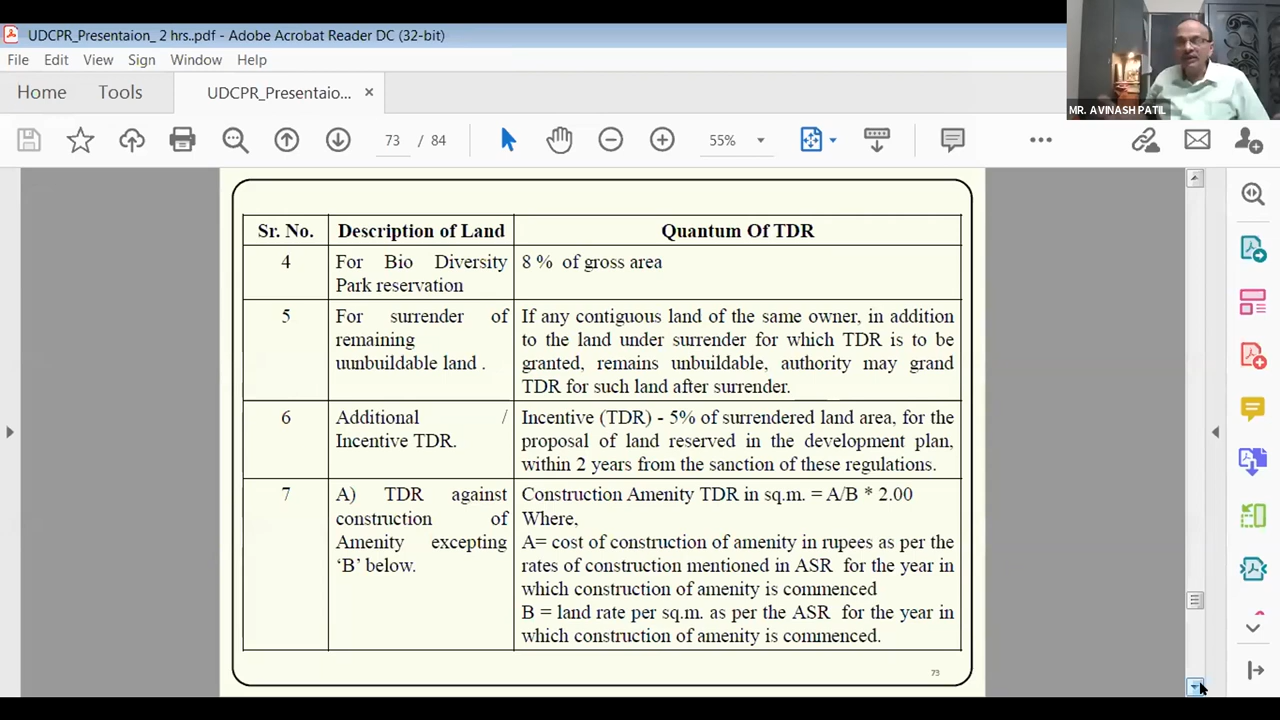 UDCPR_Presentaion_ 2 hrs..pdf - Adobe Acrobat Reader DC (32-bit)
File Edit View Sign Window Help
Home Tools UDCPR_Presentaio... ×
73 / 84 55%
MR. AVINASH PATIL
Sr. No. Description of Land Quantum Of TDR
4 For Bio Diversity 8 % of gross area
Park reservation
5 For surrender of If any contiguous land of the same owner, in addition
remaining to the land under surrender for which TDR is to be
uunbuildable land . granted, remains unbuildable, authority may grand
TDR for such land after surrender.
6 Additional / Incentive (TDR) - 5% of surrendered land area, for the
Incentive TDR. proposal of land reserved in the development plan,
within 2 years from the sanction of these regulations.
7 A) TDR against Construction Amenity TDR in sq.m. = A/B * 2.00
construction of Where,
Amenity excepting A= cost of construction of amenity in rupees as per the
‘B’ below. rates of construction mentioned in ASR for the year in
which construction of amenity is commenced
B = land rate per sq.m. as per the ASR for the year in
which construction of amenity is commenced.
73